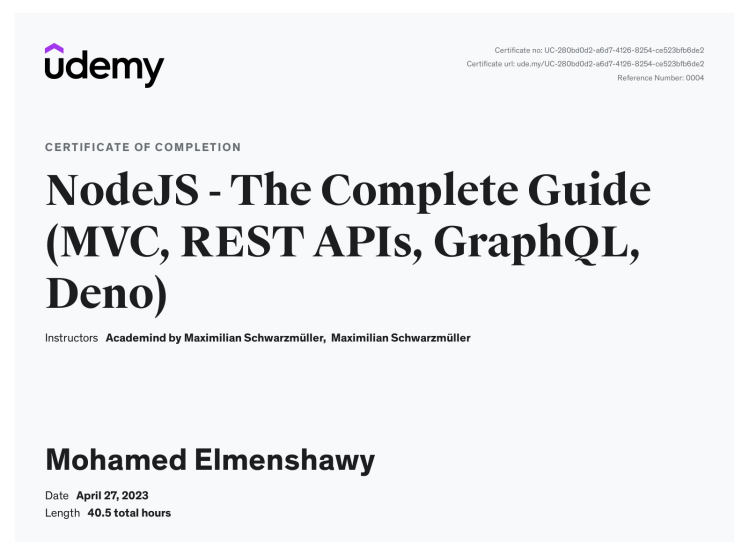 udemy
Certificate no: UC-280bd0d2-a6d7-4126-8254-ce523bfb6de2
Certificate url: ude.my/UC-280bd0d2-a6d7-4126-8254-ce523bfb6de2
Reference Number: 0004
CERTIFICATE OF COMPLETION
NodeJS - The Complete Guide
(MVC, REST APIs, GraphQL,
Deno)
Instructors Academind by Maximilian Schwarzmüller, Maximilian Schwarzmüller
Mohamed Elmenshawy
Date April 27, 2023
Length 40.5 total hours